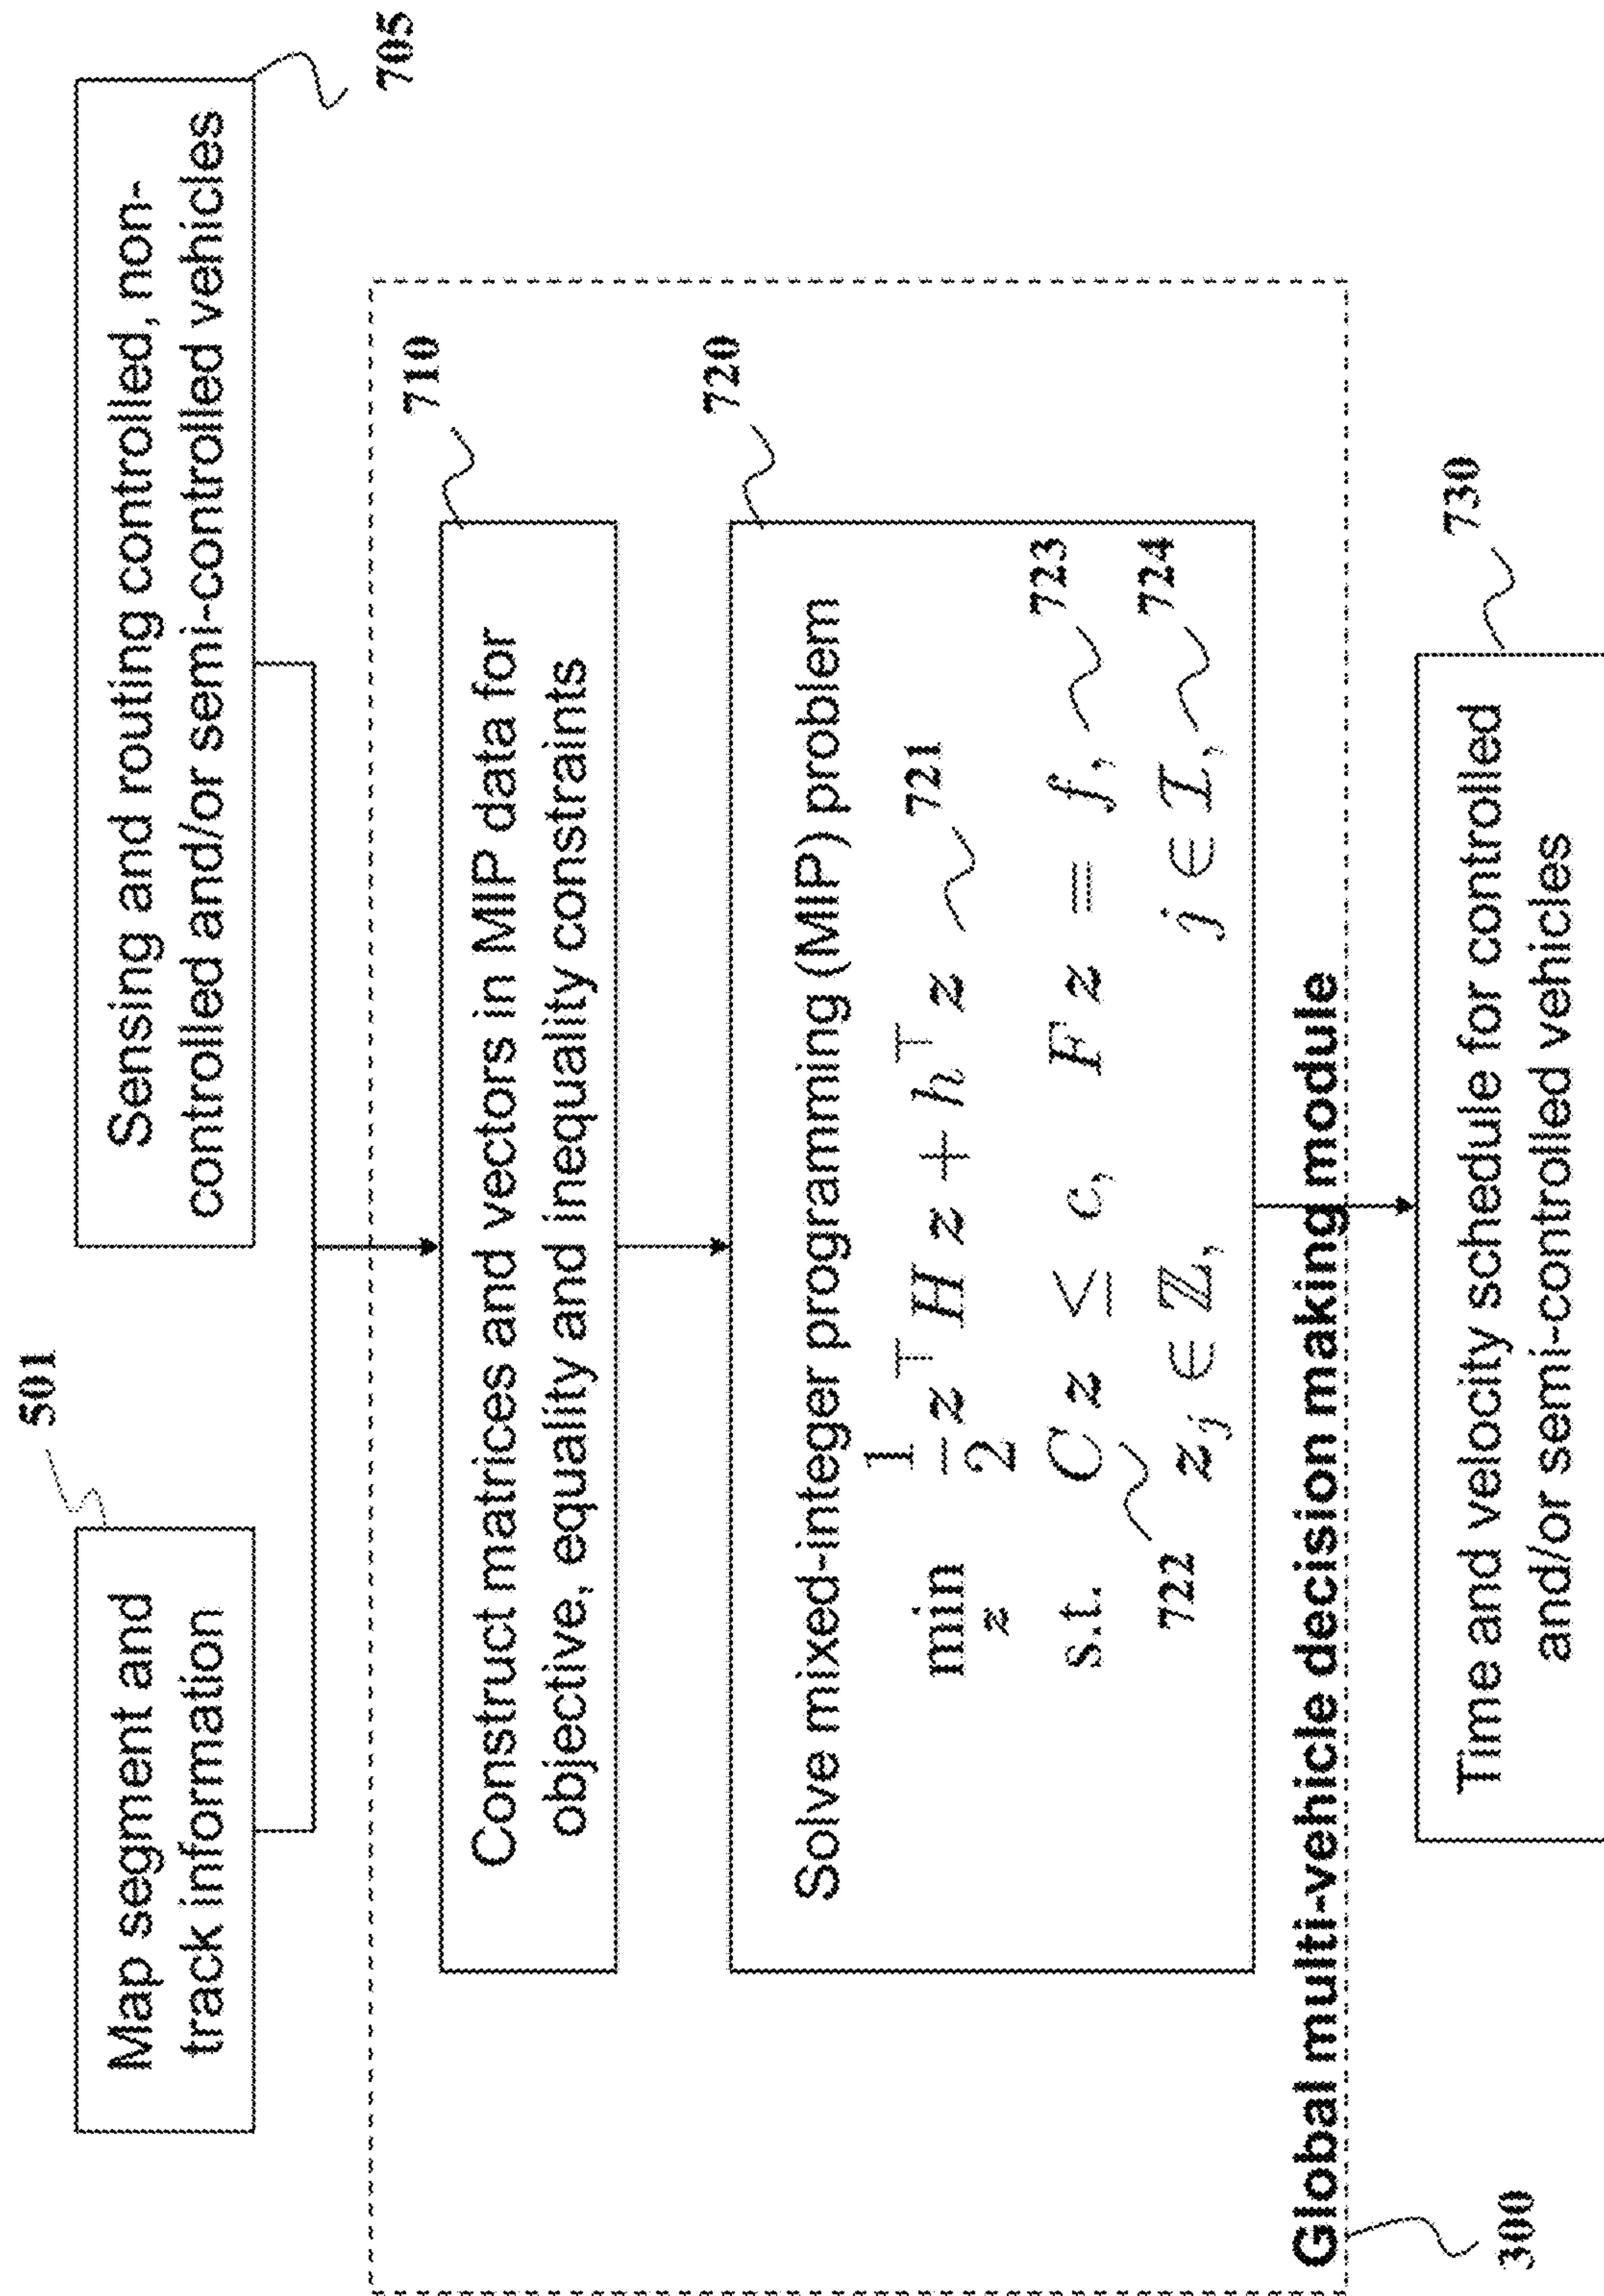 501
Map segment and
track information
705
Sensing and routing controlled, non-
controlled and/or semi-controlled vehicles
710
Construct matrices and vectors in MIP data for
objective, equality and inequality constraints
720
Solve mixed-integer programming (MIP) problem
min z 1/2 z⊤ H z + h⊤ z 721
s.t. C z ≤ c, F z = f, 723
722 z_j ∈ ℤ, j ∈ 𝓘, 724
Global multi-vehicle decision making module
300
730
Time and velocity schedule for controlled
and/or semi-controlled vehicles